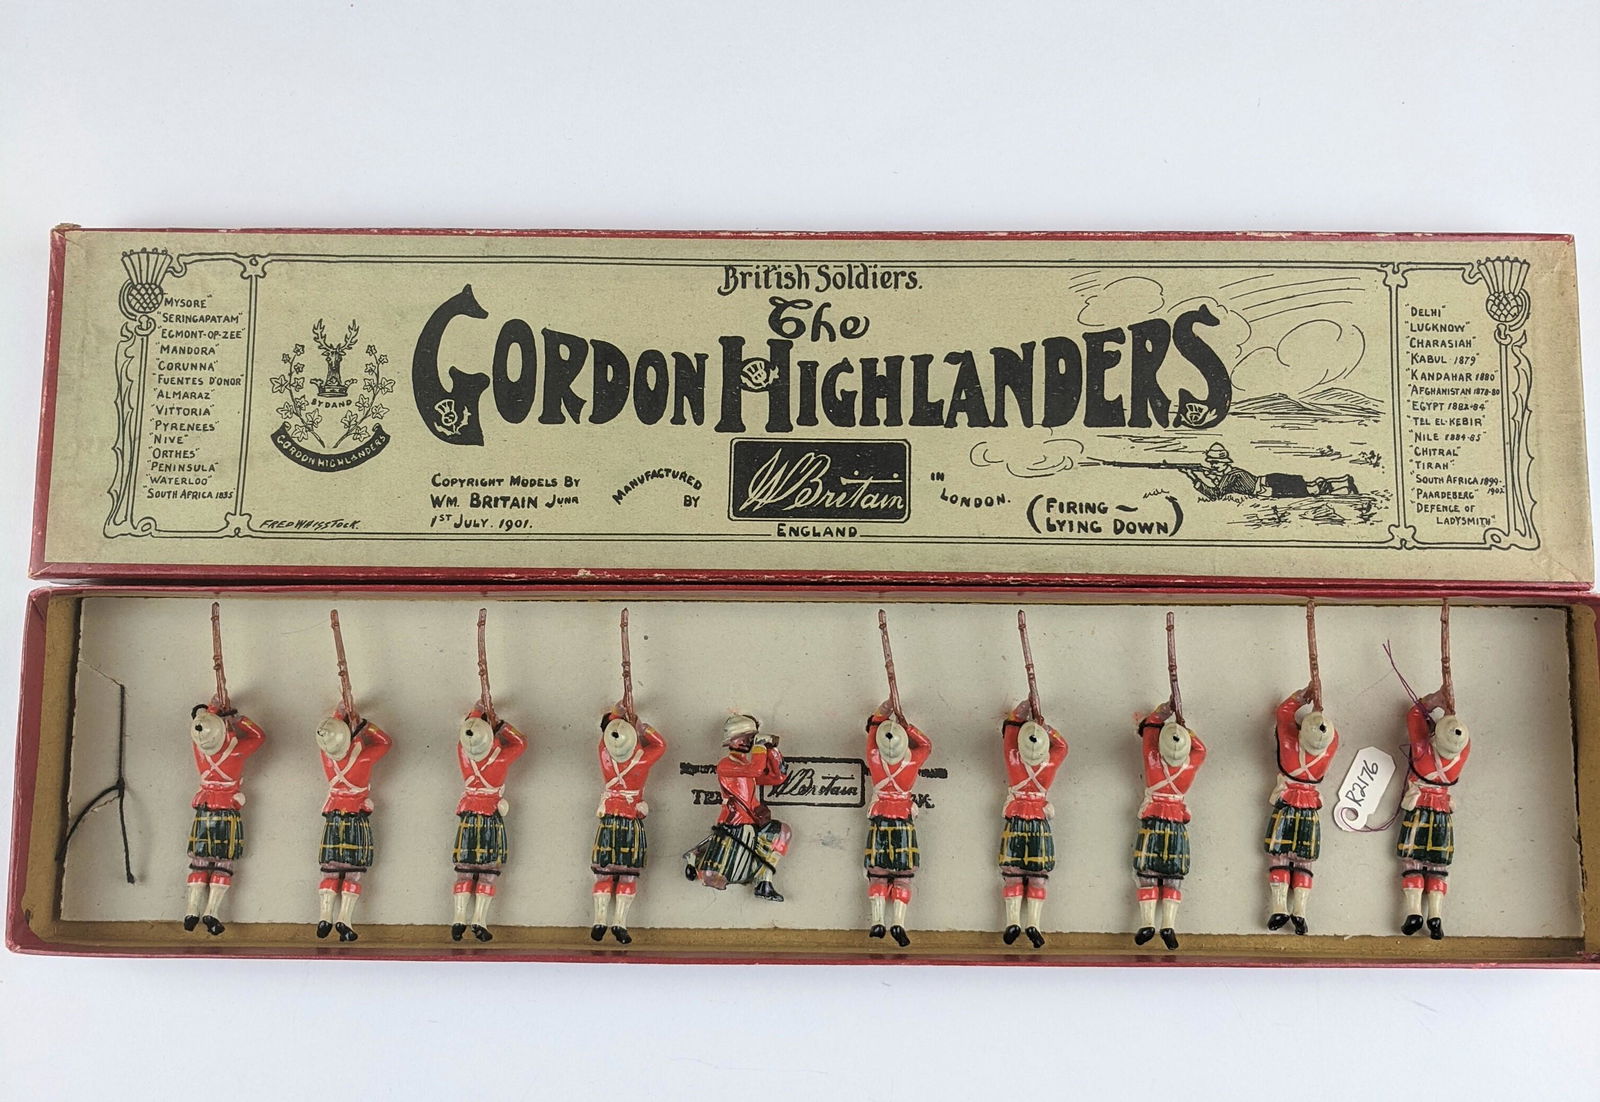 British Soldiers.
The
GORDON HIGHLANDERS
"MYSORE"
"SERINGAPATAM"
"EGMONT-OP-ZEE"
"MANDORA"
"CORUNNA"
"FUENTES D'ONOR"
"ALMARAZ"
"VITTORIA"
"PYRENEES"
"NIVE"
"ORTHES"
"PENINSULA"
"WATERLOO"
"SOUTH AFRICA 1835
BYDAND
GORDON HIGHLANDERS
FRED WHISSTOCK.
COPYRIGHT MODELS BY
WM. BRITAIN JUNR
1ST JULY. 1901.
MANUFACTURED
BY
W Britain
ENGLAND
IN
LONDON.
(FIRING ~
LYING DOWN)
"DELHI"
"LUCKNOW"
"CHARASIAH"
"KABUL 1879"
"KANDAHAR 1880"
"AFGHANISTAN 1878-80
"EGYPT 1882-84"
"TEL EL-KEBIR"
"NILE 1884-85"
"CHITRAL"
"TIRAH"
"SOUTH AFRICA 1899-
1902"
"PAARDEBERG"
"DEFENCE OF
LADYSMITH"
W Britain
R2176